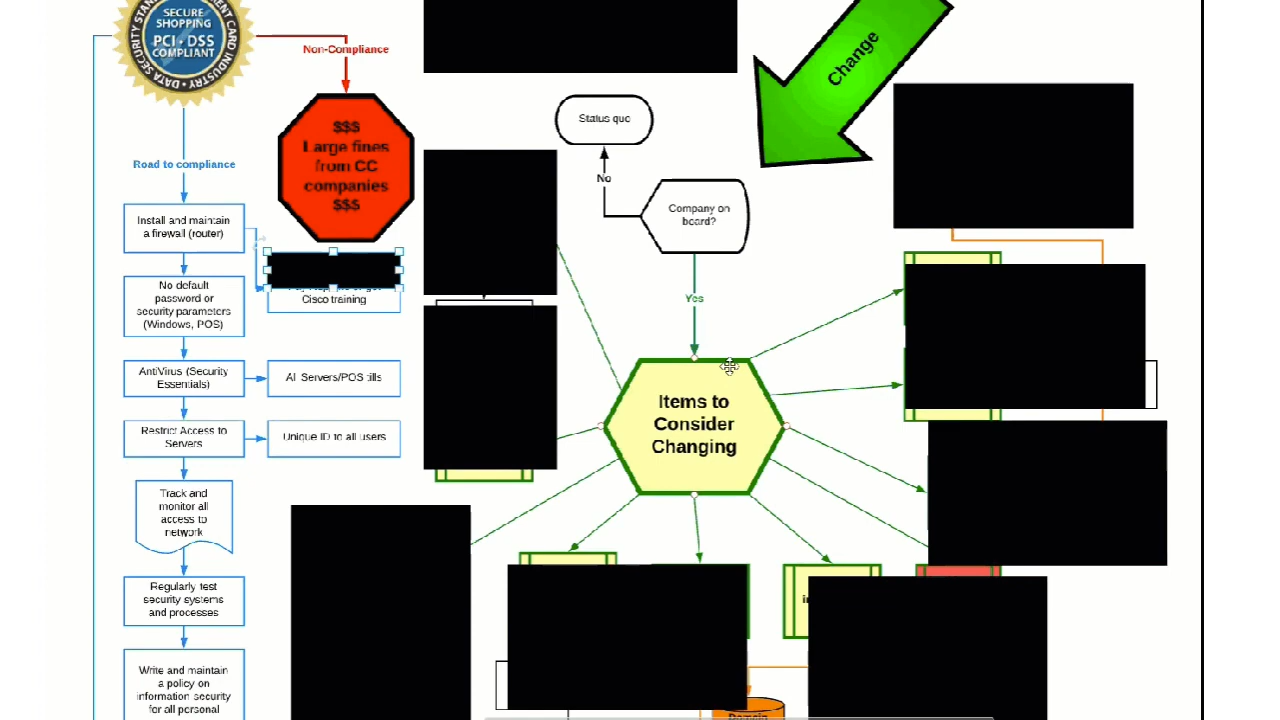 SECURE
SHOPPING
PCI DSS
COMPLIANT
DATA SECURITY STAN
MENT CARD INDUSTRY
Non-Compliance
$$$
Large fines
from CC
companies
$$$
Road to compliance
Install and maintain
a firewall (router)
Cisco training
No default
password or
security parameters
(Windows, POS)
AntiVirus (Security
Essentials)
All Servers/POS tills
Restrict Access to
Servers
Unique ID to all users
Track and
monitor all
access to
network
Regularly test
security systems
and processes
Write and maintain
a policy on
information security
for all personal
Change
Status quo
No
Company on
board?
Yes
Items to
Consider
Changing
Domain